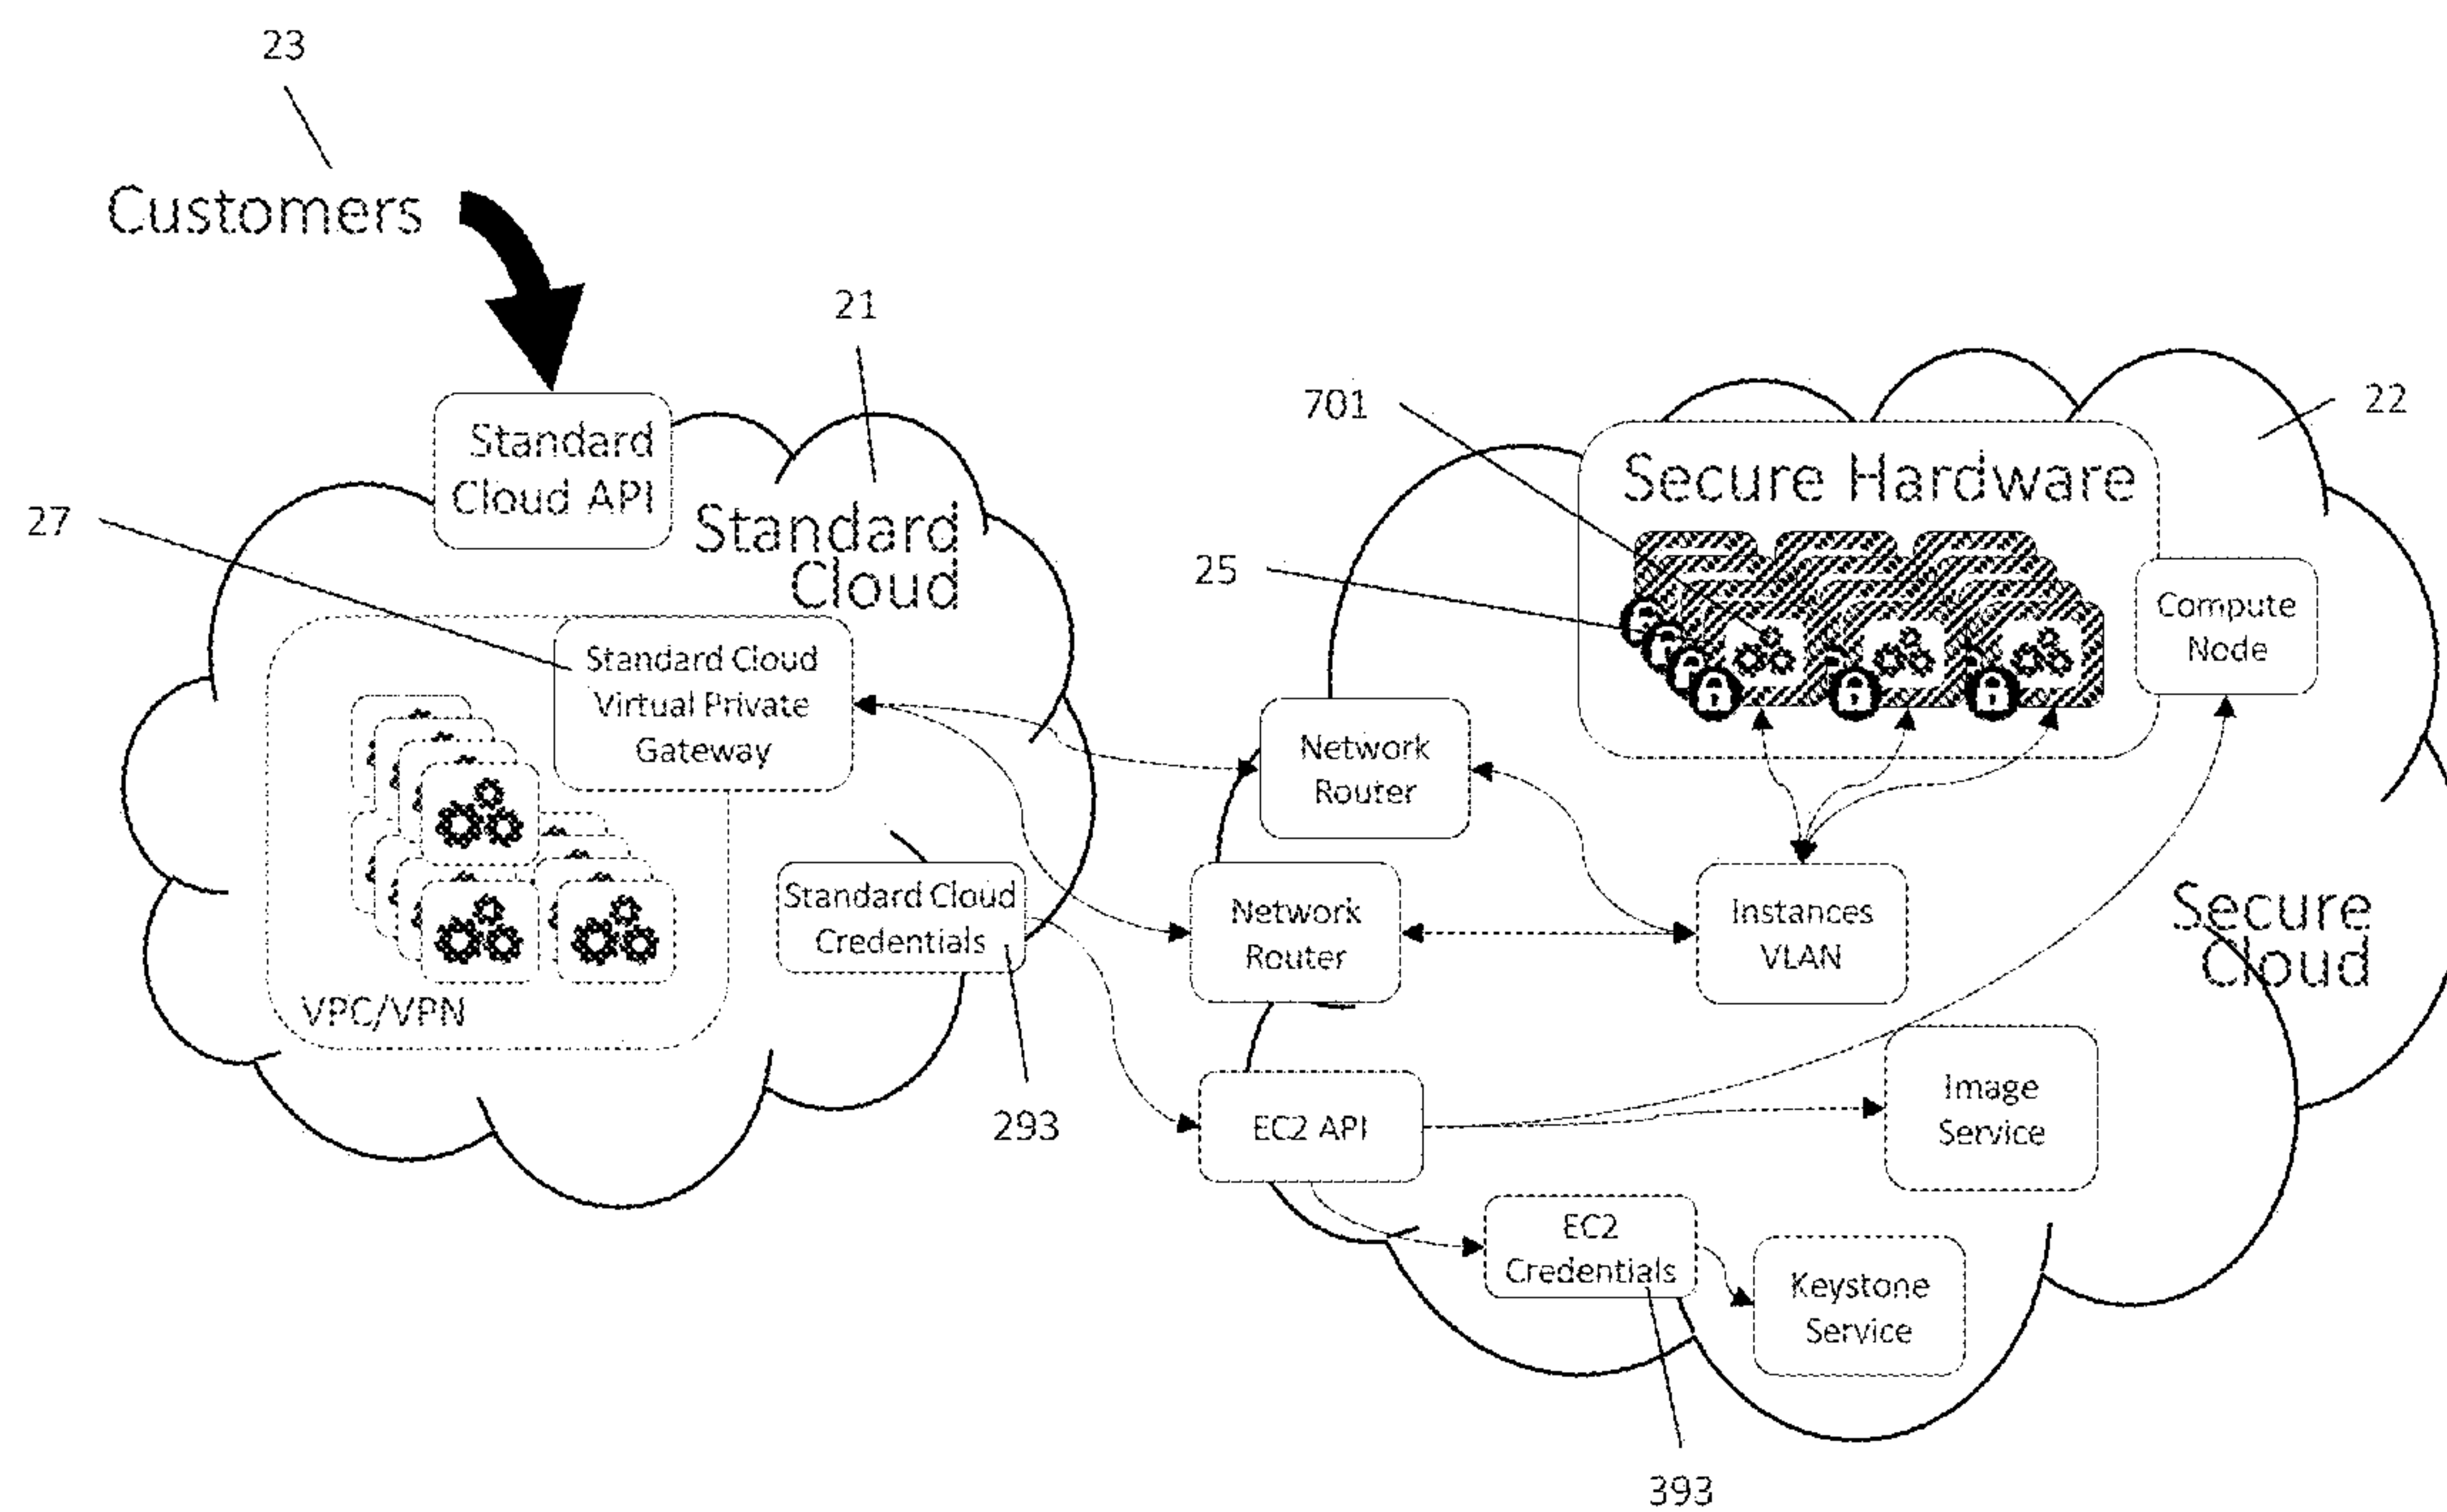 23
Customers
21
Standard
Cloud API
27
Standard
Cloud
Standard Cloud
Virtual Private
Gateway
VPC/VPN
Standard Cloud
Credentials
293
701
22
Secure Hardware
25
Compute
Node
Network
Router
Network
Router
Instances
VLAN
Secure
Cloud
EC2 API
Image
Service
EC2
Credentials
Keystone
Service
393